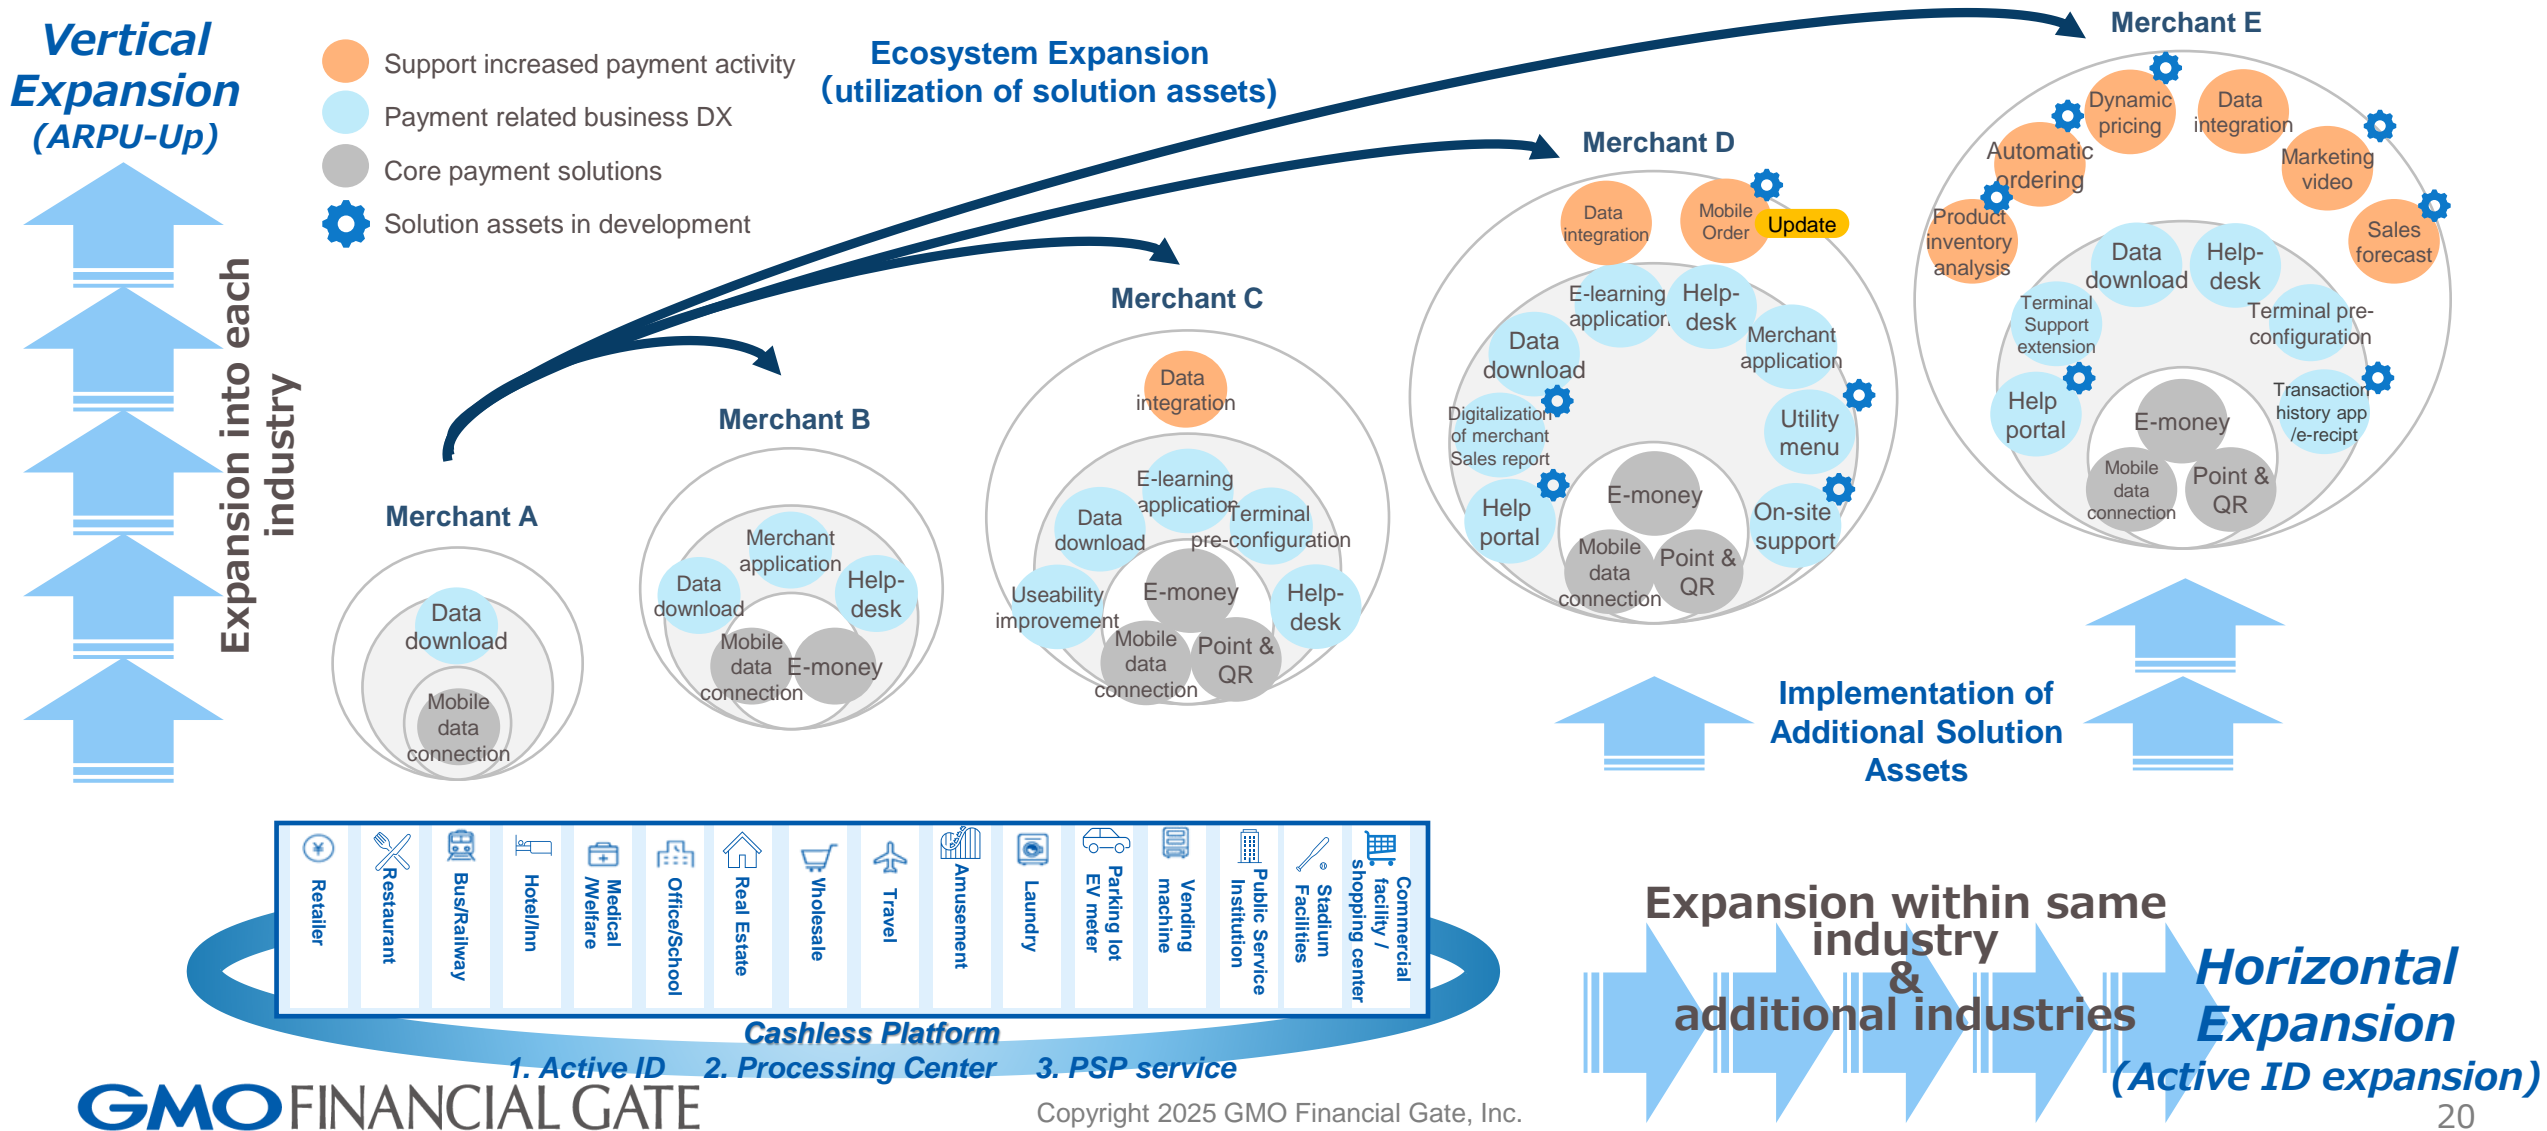 Vertical
Expansion
(ARPU-Up)
Expansion into each
industry
Support increased payment activity
Payment related business DX
Core payment solutions
Solution assets in development
Ecosystem Expansion
(utilization of solution assets)
Merchant A
Data
download
Mobile
data
connection
Merchant B
Merchant
application
Data
download
Help-
desk
Mobile
data
connection
E-money
Merchant C
Data
integration
E-learning
application
Data
download
Terminal
pre-configuration
Useability
improvement
Help-
desk
E-money
Mobile
data
connection
Point &
QR
Merchant D
Data
integration
Mobile
Order
Update
E-learning
application
Help-
desk
Data
download
Merchant
application
Digitalization
of merchant
Sales report
Utility
menu
Help
portal
On-site
support
E-money
Mobile
data
connection
Point &
QR
Merchant E
Dynamic
pricing
Data
integration
Automatic
ordering
Marketing
video
Product
inventory
analysis
Sales
forecast
Data
download
Help-
desk
Terminal
Support
extension
Terminal pre-
configuration
Help
portal
Transaction
history app
/e-recipt
E-money
Mobile
data
connection
Point &
QR
Implementation of
Additional Solution
Assets
Retailer
Restaurant
Bus/Railway
Hotel/Inn
Medical
/Welfare
Office/School
Real Estate
Wholesale
Travel
Amusement
Laundry
Parking lot
EV meter
Vending
machine
Public Service
Institution
Stadium
Facilities
Commercial
facility /
shopping center
Cashless Platform
1. Active ID 2. Processing Center 3. PSP service
Expansion within same
industry
&
additional industries
Horizontal
Expansion
(Active ID expansion)
GMO FINANCIAL GATE
Copyright 2025 GMO Financial Gate, Inc.
20